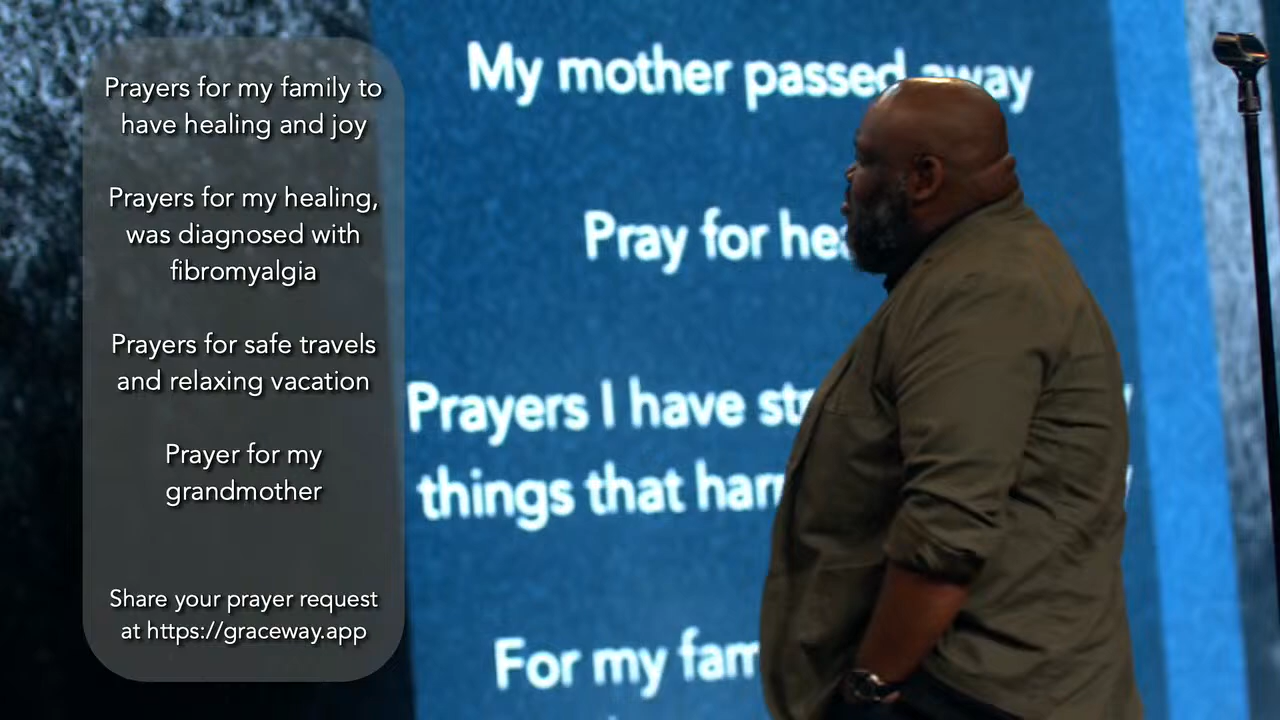 Prayers for my family to
have healing and joy
Prayers for my healing,
was diagnosed with
fibromyalgia
Prayers for safe travels
and relaxing vacation
Prayer for my
grandmother
Share your prayer request
at https://graceway.app
My mother passed away
Pray for
Prayers I have
things that
For my